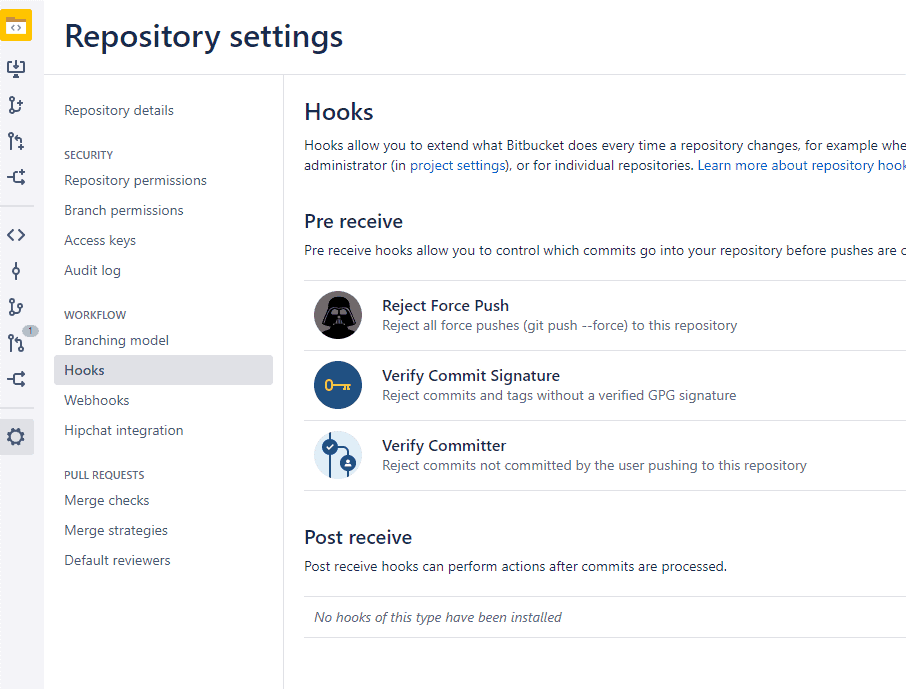 Repository settings
Repository details
SECURITY
Repository permissions
Branch permissions
Access keys
Audit log
WORKFLOW
Branching model
Hooks
Webhooks
Hipchat integration
PULL REQUESTS
Merge checks
Merge strategies
Default reviewers
1
Hooks
Hooks allow you to extend what Bitbucket does every time a repository changes, for example
administrator (in project settings), or for individual repositories. Learn more about repository
Pre receive
Pre receive hooks allow you to control which commits go into your repository before pushes are
Reject Force Push
Reject all force pushes (git push --force) to this repository
Verify Commit Signature
Reject commits and tags without a verified GPG signature
Verify Committer
Reject commits not committed by the user pushing to this repository
Post receive
Post receive hooks can perform actions after commits are processed.
No hooks of this type have been installed